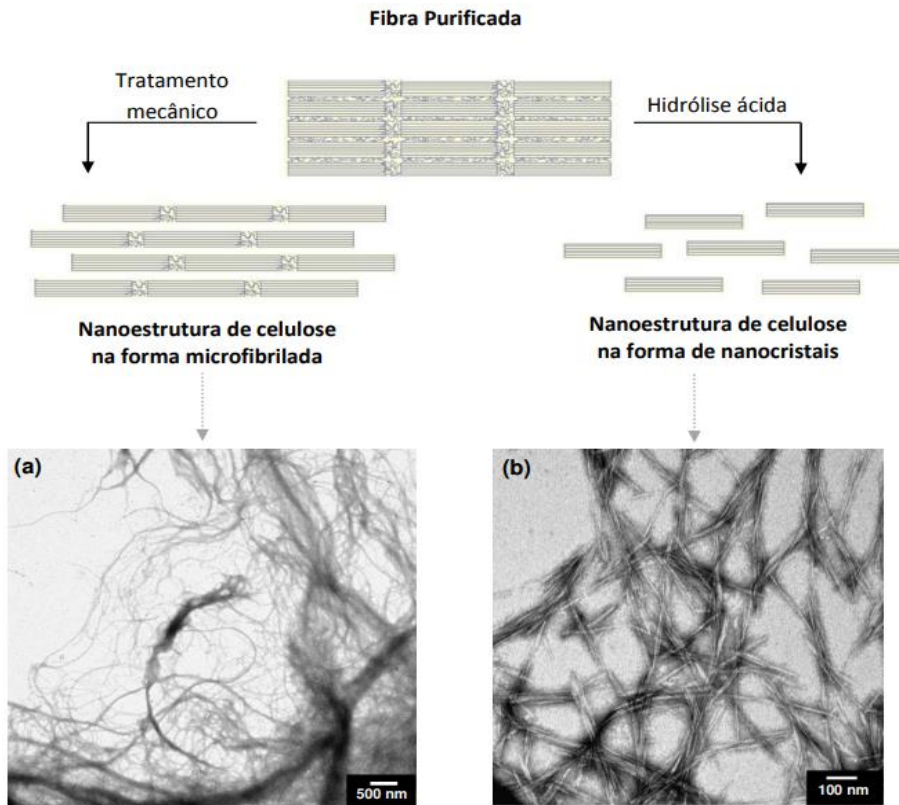 Fibra Purificada
Tratamento
mecânico
Hidrólise ácida
Nanoestrutura de celulose
na forma microfibrilada
Nanoestrutura de celulose
na forma de nanocristais
(a)
500 nm
(b)
100 nm